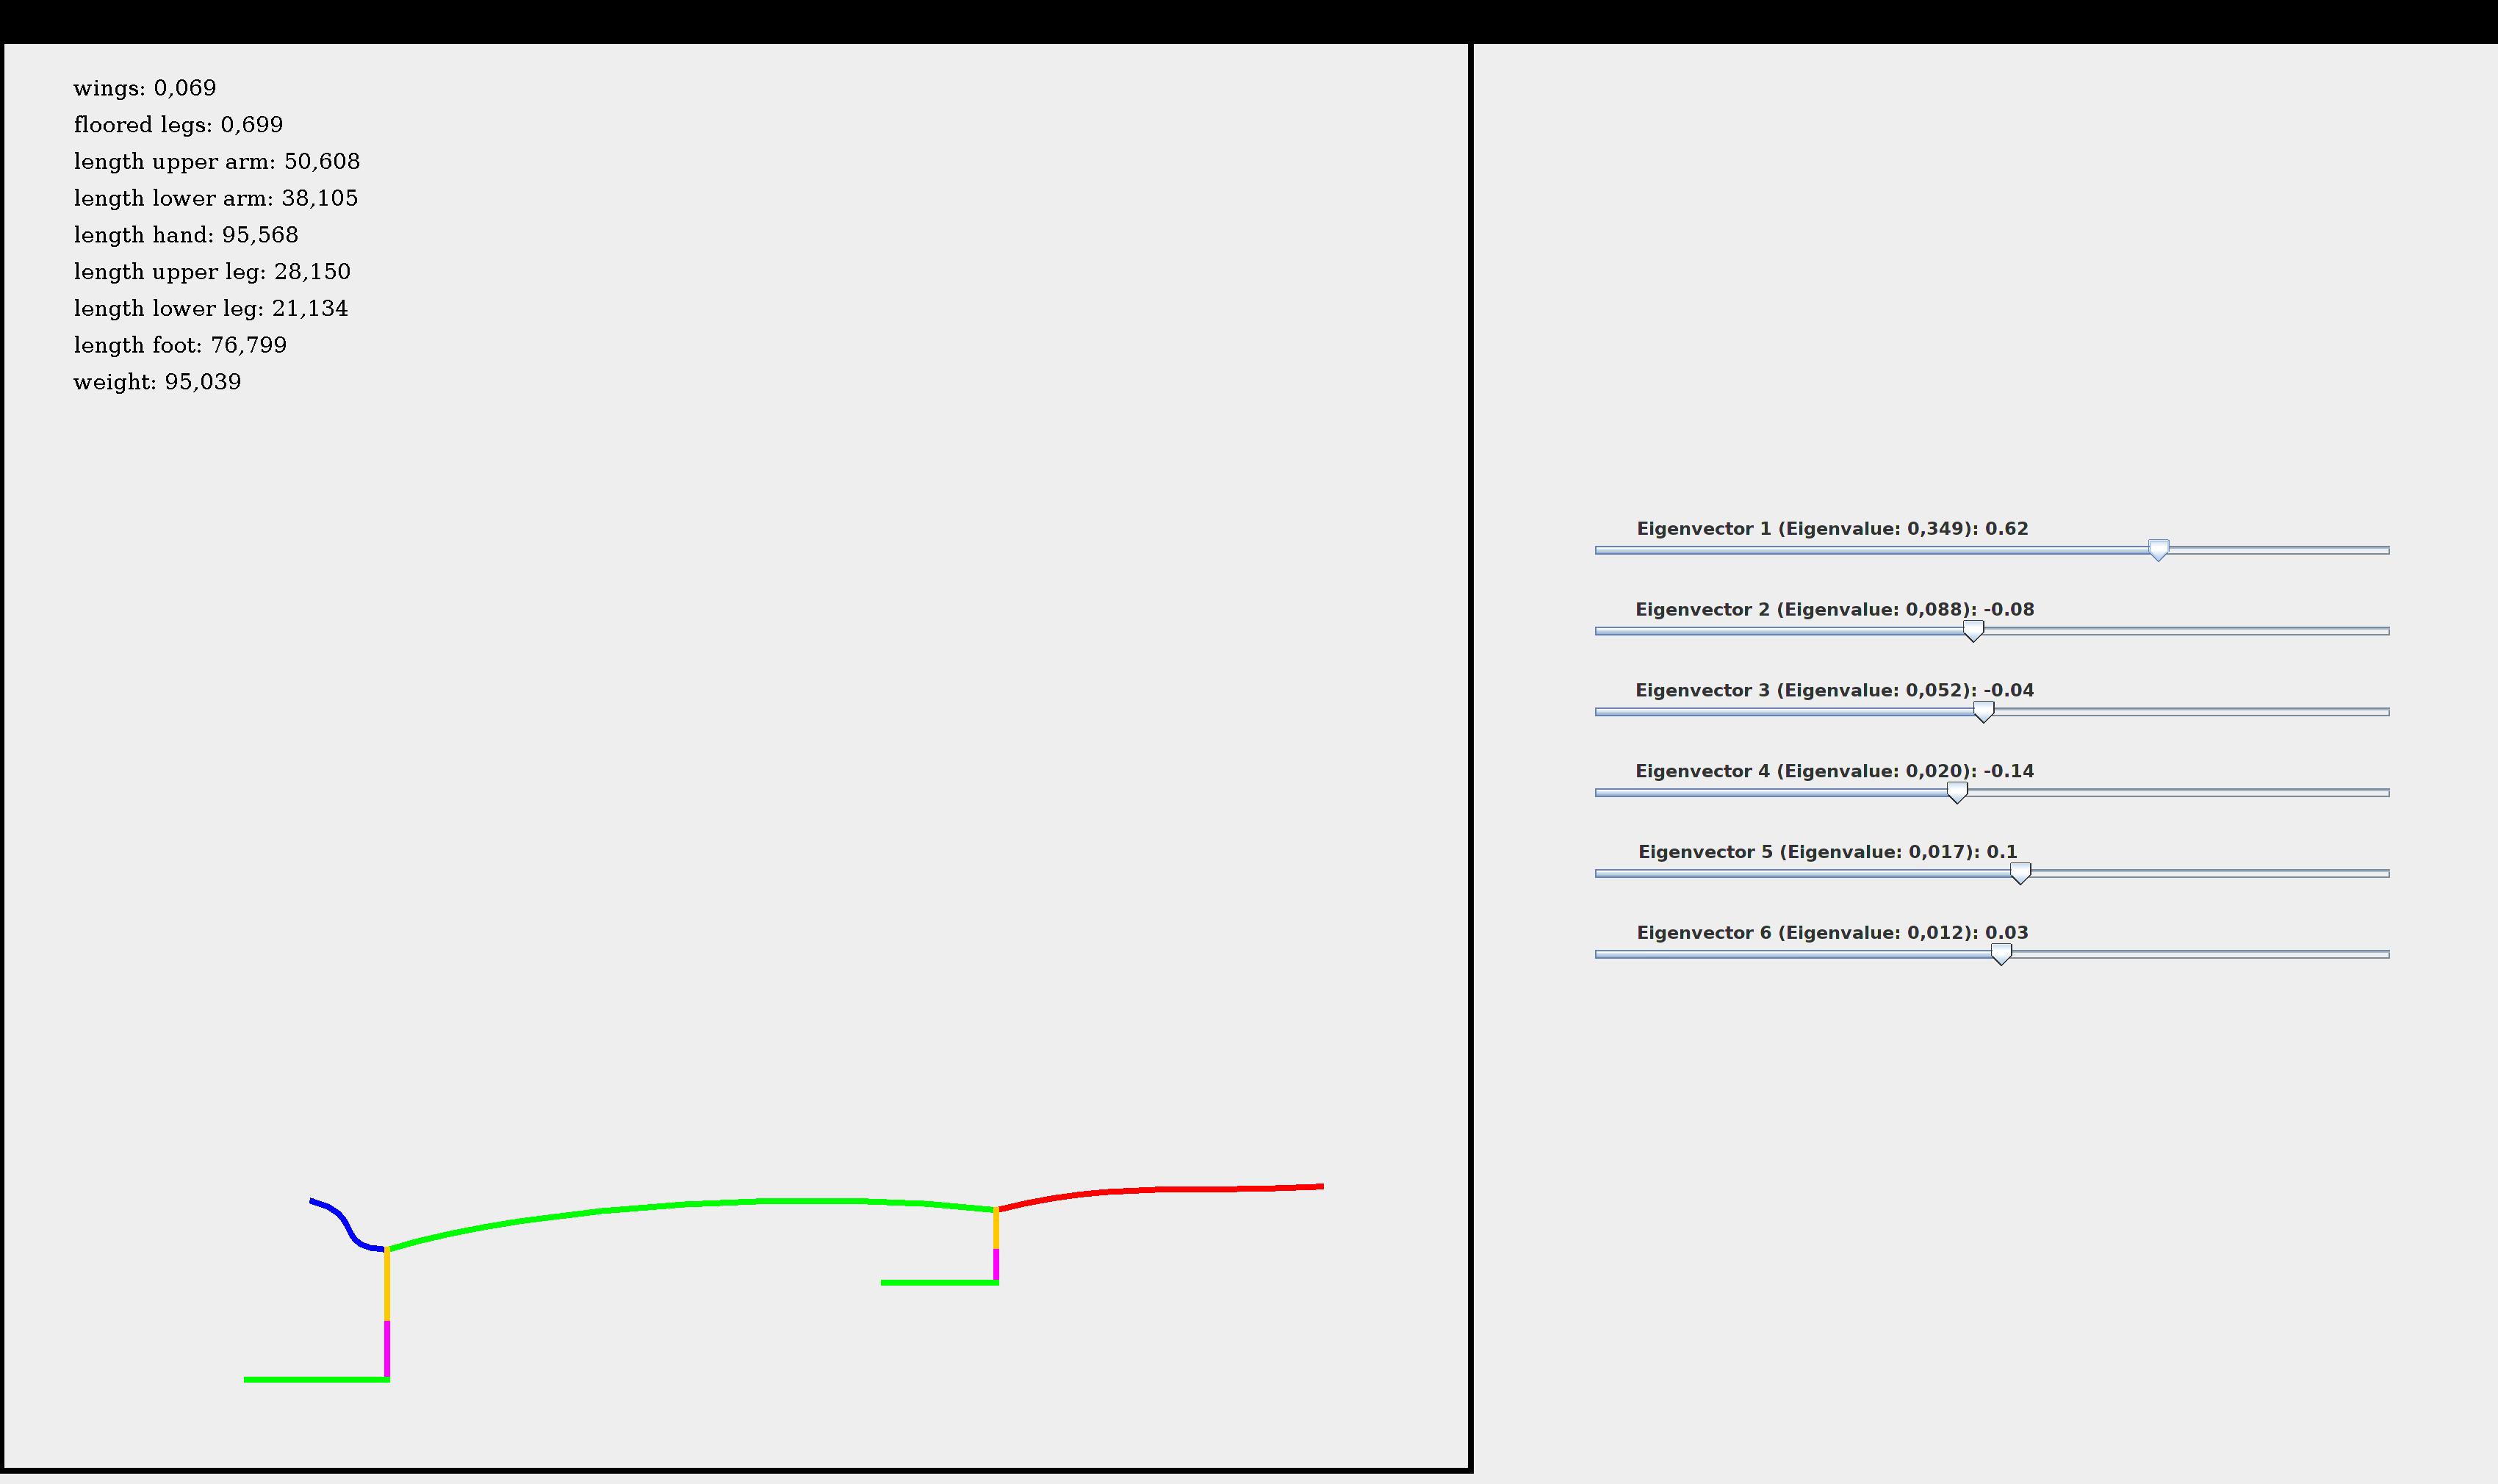 wings: 0,069
floored legs: 0,699
length upper arm: 50,608
length lower arm: 38,105
length hand: 95,568
length upper leg: 28,150
length lower leg: 21,134
length foot: 76,799
weight: 95,039
Eigenvector 1 (Eigenvalue: 0,349): 0.62
Eigenvector 2 (Eigenvalue: 0,088): -0.08
Eigenvector 3 (Eigenvalue: 0,052): -0.04
Eigenvector 4 (Eigenvalue: 0,020): -0.14
Eigenvector 5 (Eigenvalue: 0,017): 0.1
Eigenvector 6 (Eigenvalue: 0,012): 0.03